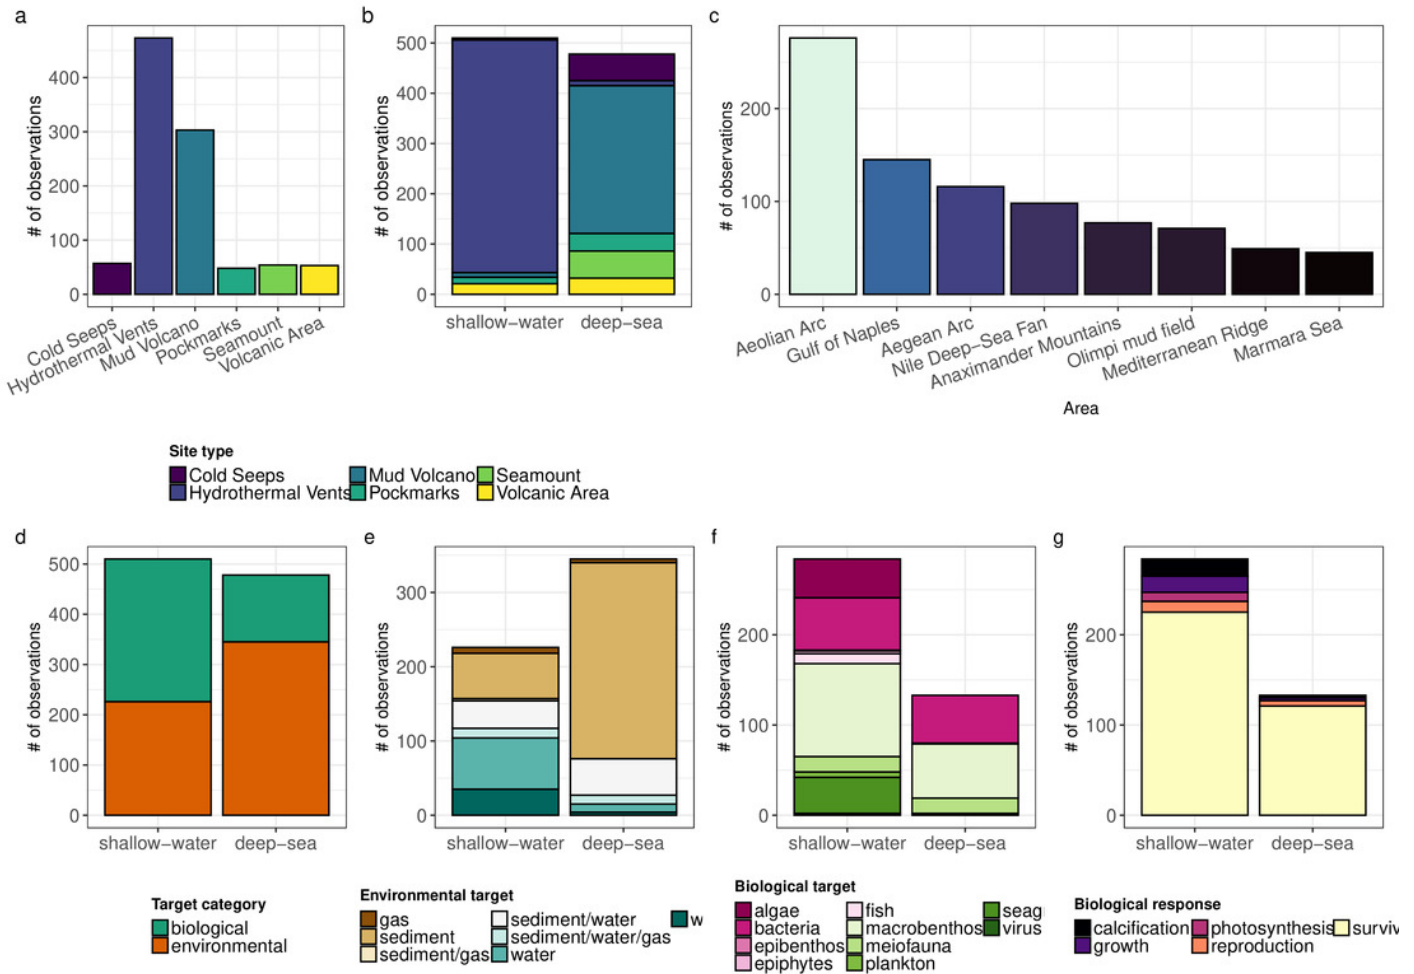 a
# of observations
400
300
200
100
0
Cold Seeps
Hydrothermal Vents
Mud Volcano
Pockmarks
Seamount
Volcanic Area
b
# of observations
500
400
300
200
100
0
shallow-water
deep-sea
c
# of observations
200
100
0
Aeolian Arc
Gulf of Naples
Aegean Arc
Nile Deep-Sea Fan
Anaximander Mountains
Olimpi mud field
Mediterranean Ridge
Marmara Sea
Area
Site type
Cold Seeps
Mud Volcano
Seamount
Hydrothermal Vents
Pockmarks
Volcanic Area
d
# of observations
500
400
300
200
100
0
shallow-water
deep-sea
Target category
biological
environmental
e
# of observations
300
200
100
0
shallow-water
deep-sea
Environmental target
gas
sediment/water
w
sediment
sediment/water/gas
sediment/gas
water
f
# of observations
200
100
0
shallow-water
deep-sea
Biological target
algae
fish
seag
bacteria
macrobenthos
virus
epibenthos
meiofauna
epiphytes
plankton
g
# of observations
200
100
0
shallow-water
deep-sea
Biological response
calcification
photosynthesis
surviv
growth
reproduction